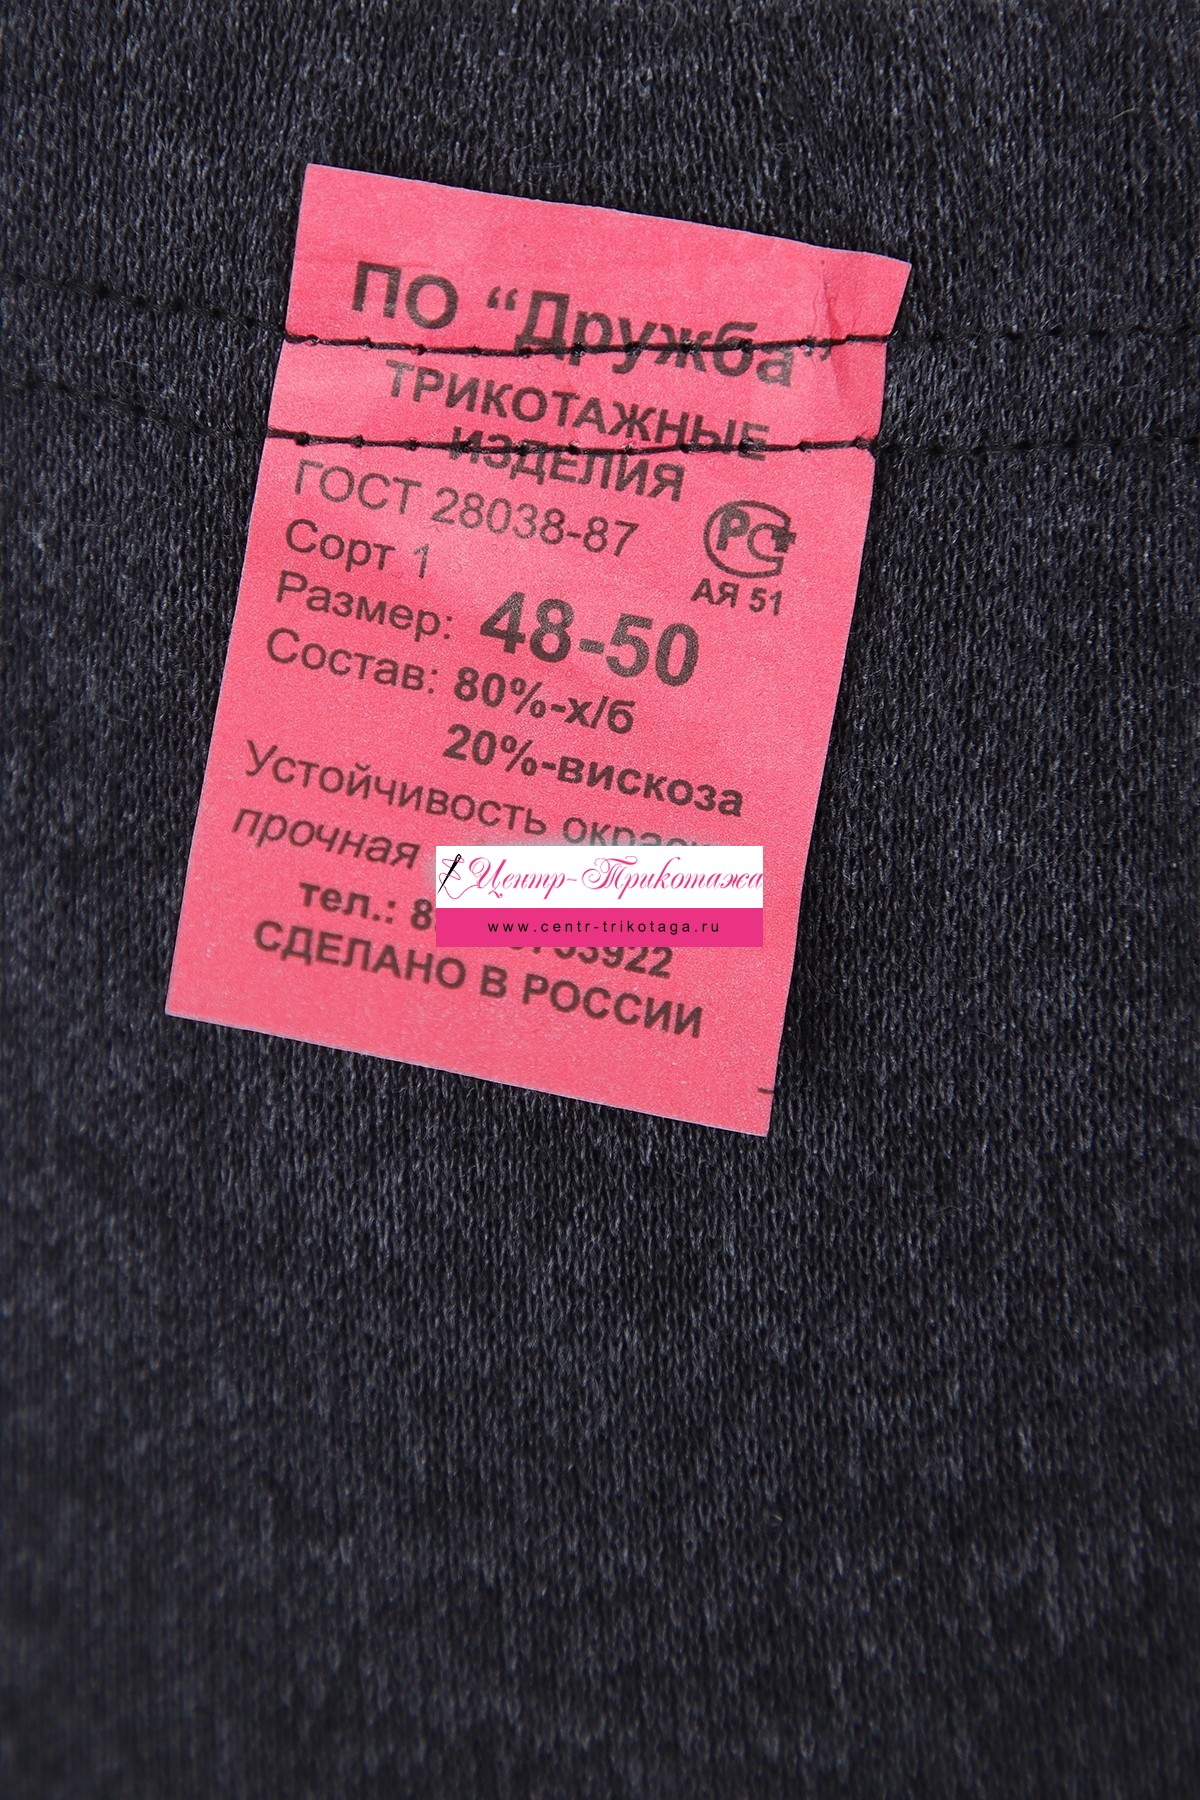 ПО “Дружба”
ТРИКОТАЖНЫЕ
ИЗДЕЛИЯ
ГОСТ 28038-87
Сорт 1
РС
АЯ 51
Размер: 48-50
Состав: 80%-х/б
20%-вискоза
Устойчивость
прочная
Центр-Трикотажа
www.centr-trikotaga.ru
тел.:
СДЕЛАНО В РОССИИ